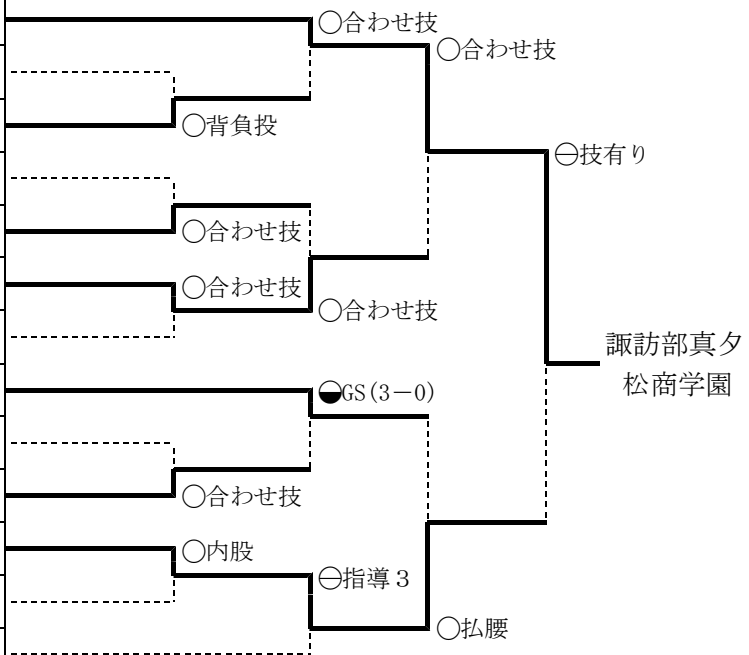 ○合わせ技
○合わせ技
○背負投
⊖技有り
○合わせ技
○合わせ技
○合わせ技
諏訪部真夕
松商学園
◒GS(3－0)
○合わせ技
○内股
⊖指導３
○払腰